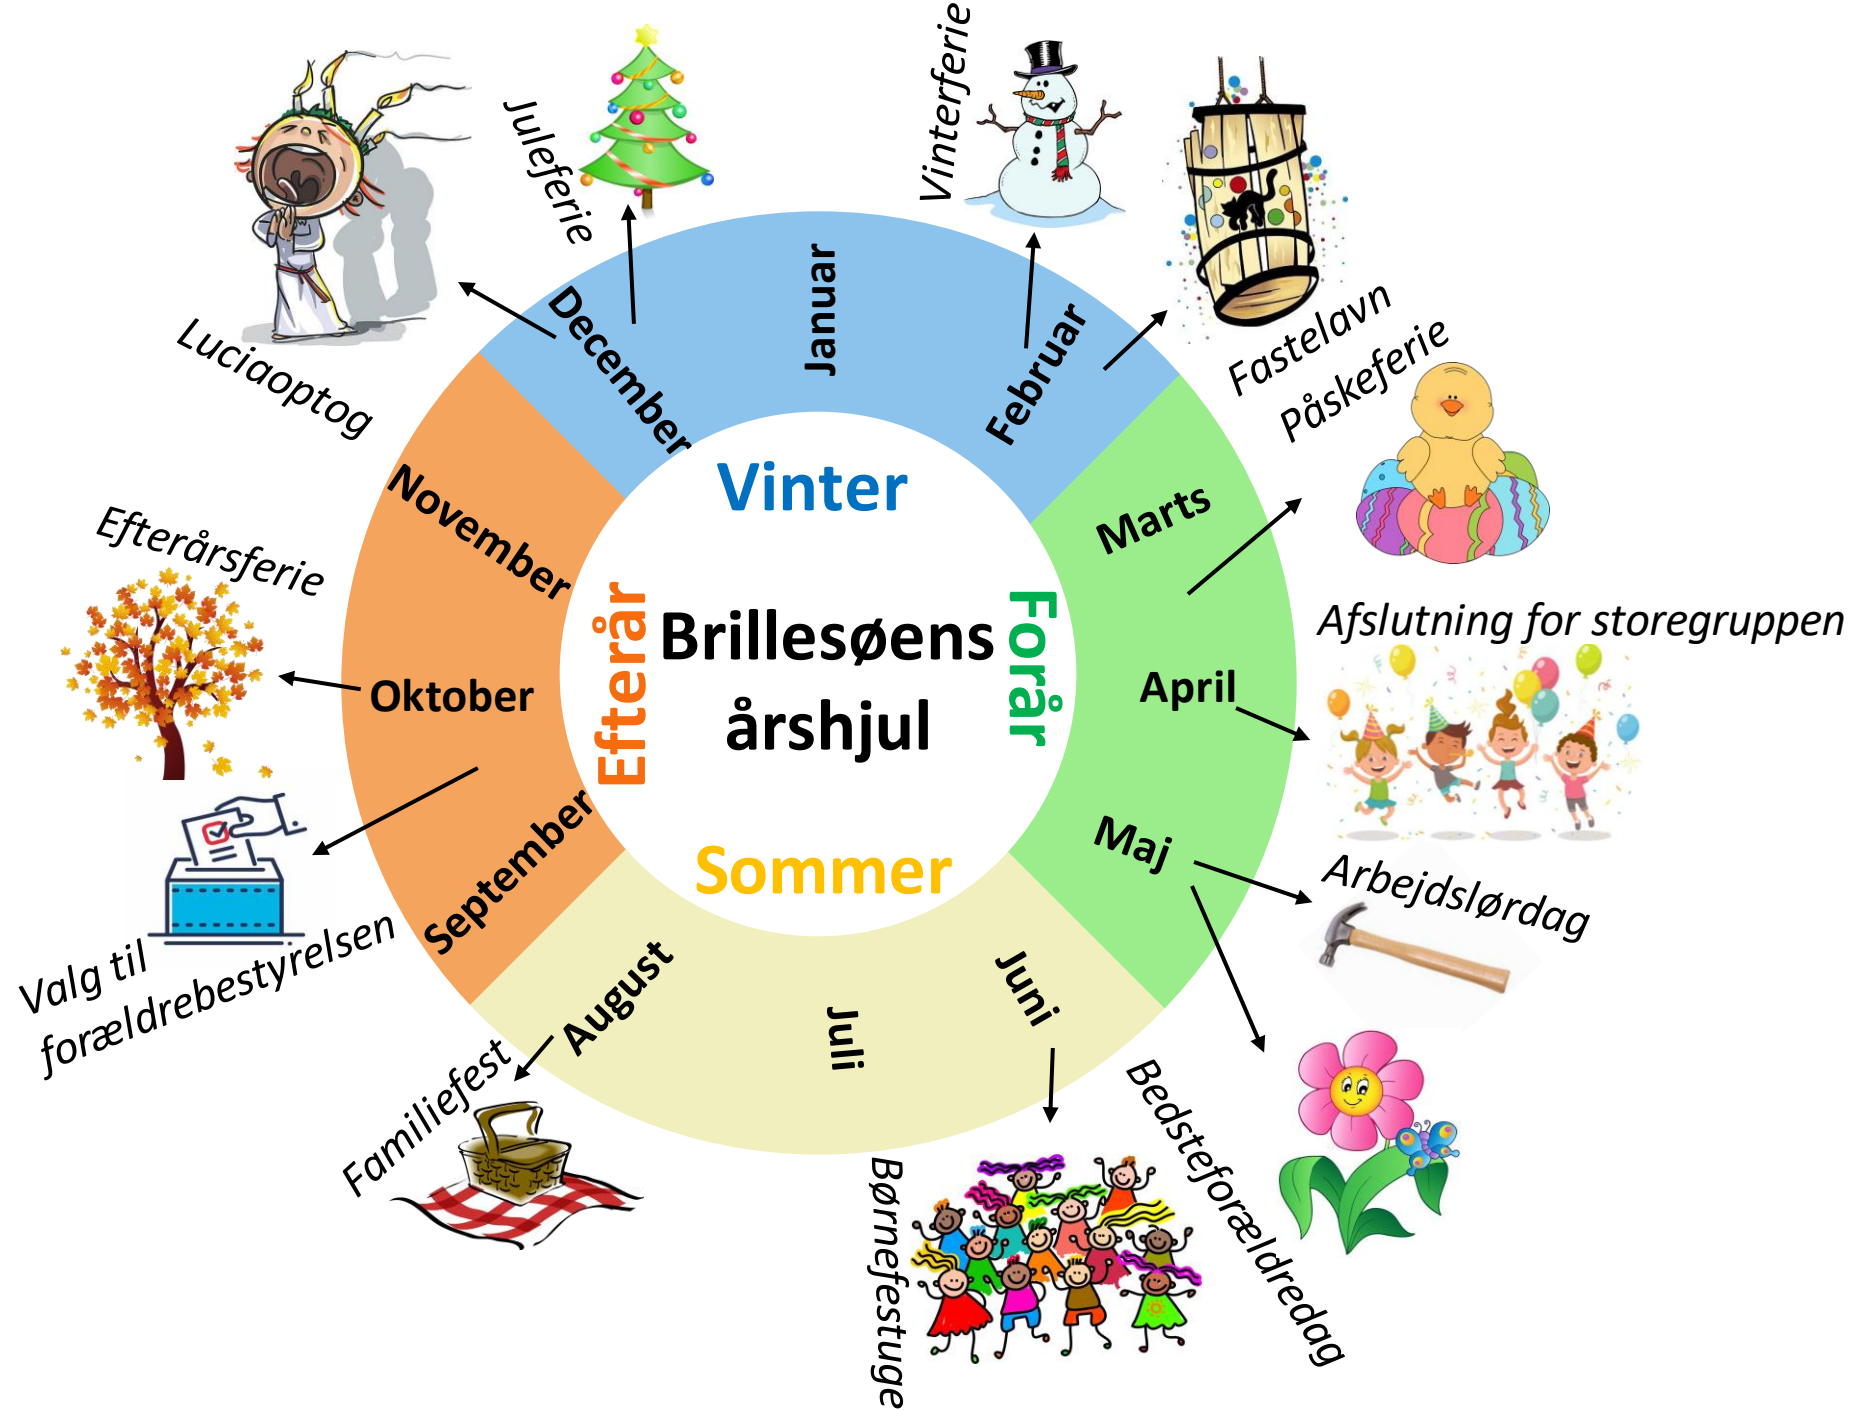 Brillesøens
årshjul
Vinter
Forår
Sommer
Efterår
Januar
Februar
Marts
April
Maj
Juni
Juli
August
September
Oktober
November
December
Vinterferie
Fastelavn
Påskeferie
Afslutning for storegruppen
Arbejdslørdag
Bedsteforældredag
Børnefestuge
Familiefest
Valg til
forældrebestyrelsen
Efterårsferie
Luciaoptog
Juleferie